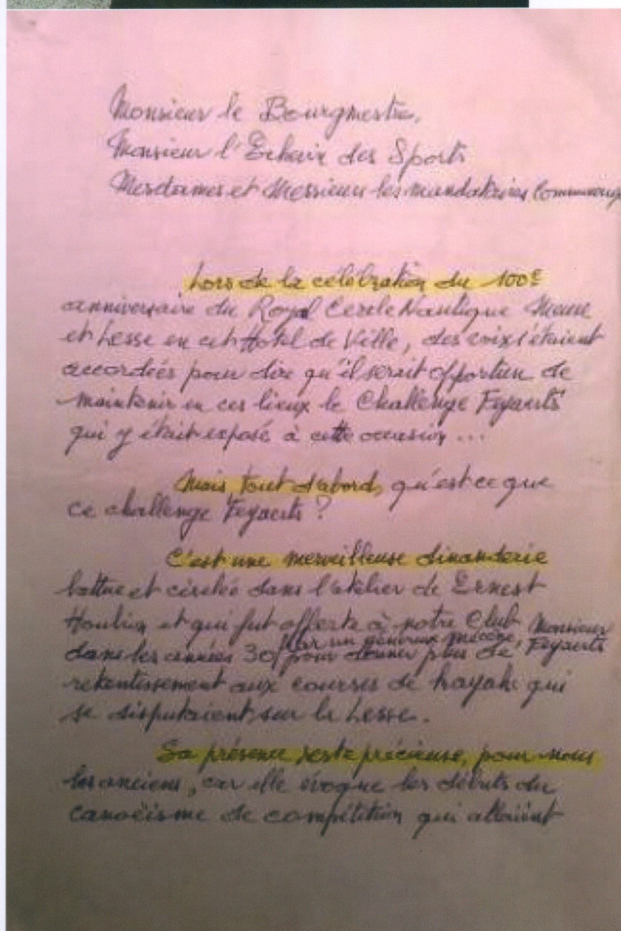 Monsieur le Bourgmestre,
Monsieur l'Echevin des Sports
Mesdames et Messieurs les mandataires
Lors de la célébration du 100e
anniversaire du Royal Cercle Nautique Meuse
et Lesse en cet Hôtel de Ville, des voix s'étaient
accordées pour dire qu'il serait opportun de
maintenir en ces lieux le Challenge Feyaerts
qui y était exposé à cette occasion...
Mais tout d'abord, qu'est ce que
ce challenge Feyaerts ?
C'est une merveilleuse dinanderie
battue et ciselée dans l'atelier de Ernest
et qui fut offerte à notre Club
par un généreux mécène, Monsieur Feyaerts
dans les années 30 pour donner plus de
retentissement aux courses de kayak qui
se disputaient sur la Lesse.
Sa présence reste précieuse, pour nous
les anciens, car elle évoque les débuts du
canoëisme de compétition qui allaient